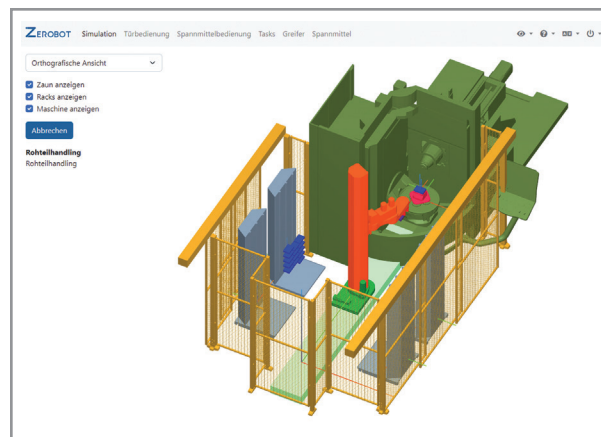 ZEROBOT Simulation Türbedienung Spannmittelbedienung Tasks Greifer Spannmittel
Orthografische Ansicht
Zaun anzeigen
Racks anzeigen
Maschine anzeigen
Abbrechen
Rohteilhandling
Rohteilhandling